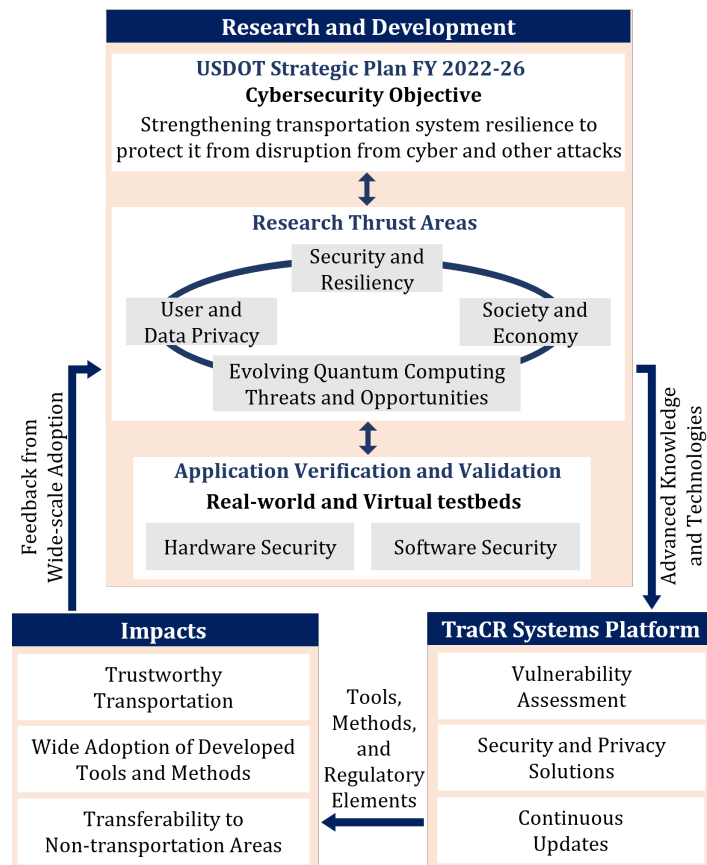 Research and Development
USDOT Strategic Plan FY 2022-26
Cybersecurity Objective
Strengthening transportation system resilience to
protect it from disruption from cyber and other attacks
Research Thrust Areas
Security and
Resiliency
User and
Data Privacy
Society and
Economy
Evolving Quantum Computing
Threats and Opportunities
Application Verification and Validation
Real-world and Virtual testbeds
Hardware Security
Software Security
Advanced Knowledge
and Technologies
TraCR Systems Platform
Vulnerability
Assessment
Security and Privacy
Solutions
Continuous
Updates
Tools,
Methods,
and
Regulatory
Elements
Impacts
Trustworthy
Transportation
Wide Adoption of Developed
Tools and Methods
Transferability to
Non-transportation Areas
Feedback from
Wide-scale Adoption